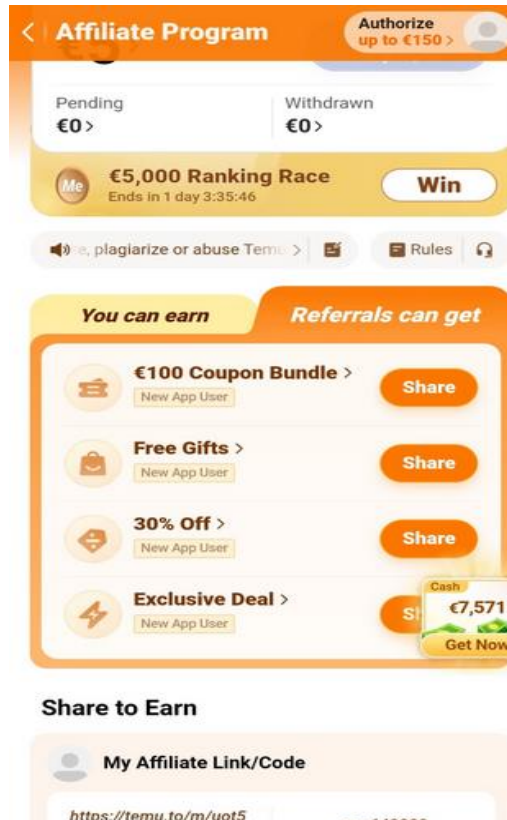 Affiliate Program
Authorize
up to €150 >
€5
Pending
€0 >
Withdrawn
€0 >
Me
€5,000 Ranking Race
Ends in 1 day 3:35:46
Win
plagiarize or abuse >
Rules
You can earn
Referrals can get
€100 Coupon Bundle >
New App User
Share
Free Gifts >
New App User
Share
30% Off >
New App User
Share
Exclusive Deal >
New App User
Cash
€7,571
Get Now
Share to Earn
My Affiliate Link/Code
https://temu.to/m/uot5